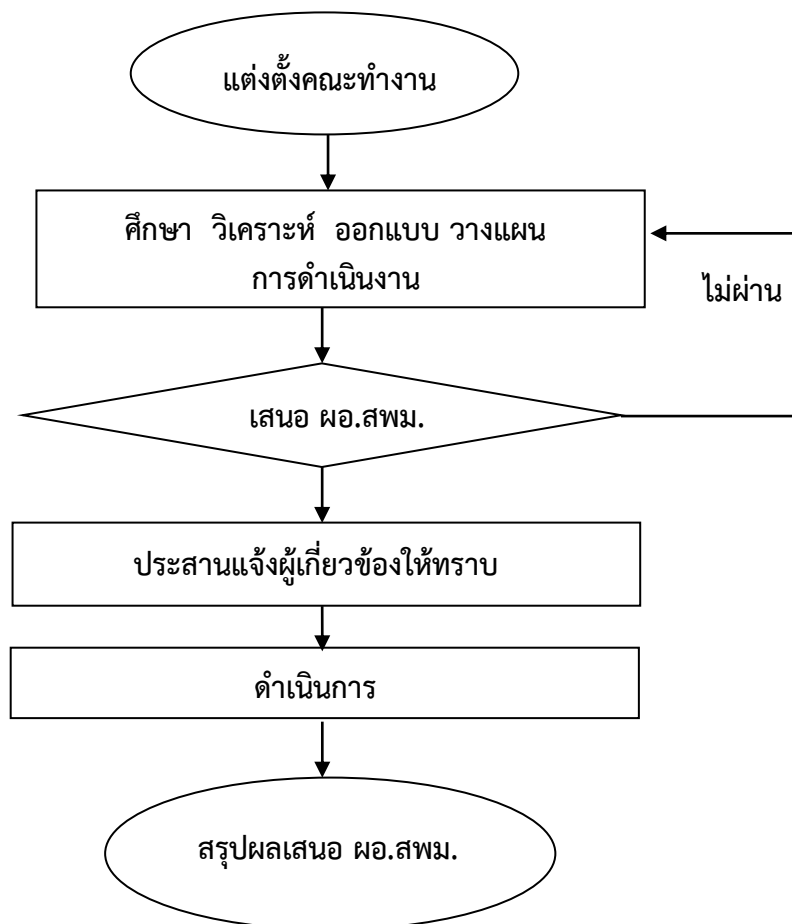 แต่งตั้งคณะทำงาน
ศึกษา วิเคราะห์ ออกแบบ วางแผน
การดำเนินงาน
ไม่ผ่าน
เสนอ ผอ.สพม.
ประสานแจ้งผู้เกี่ยวข้องให้ทราบ
ดำเนินการ
สรุปผลเสนอ ผอ.สพม.